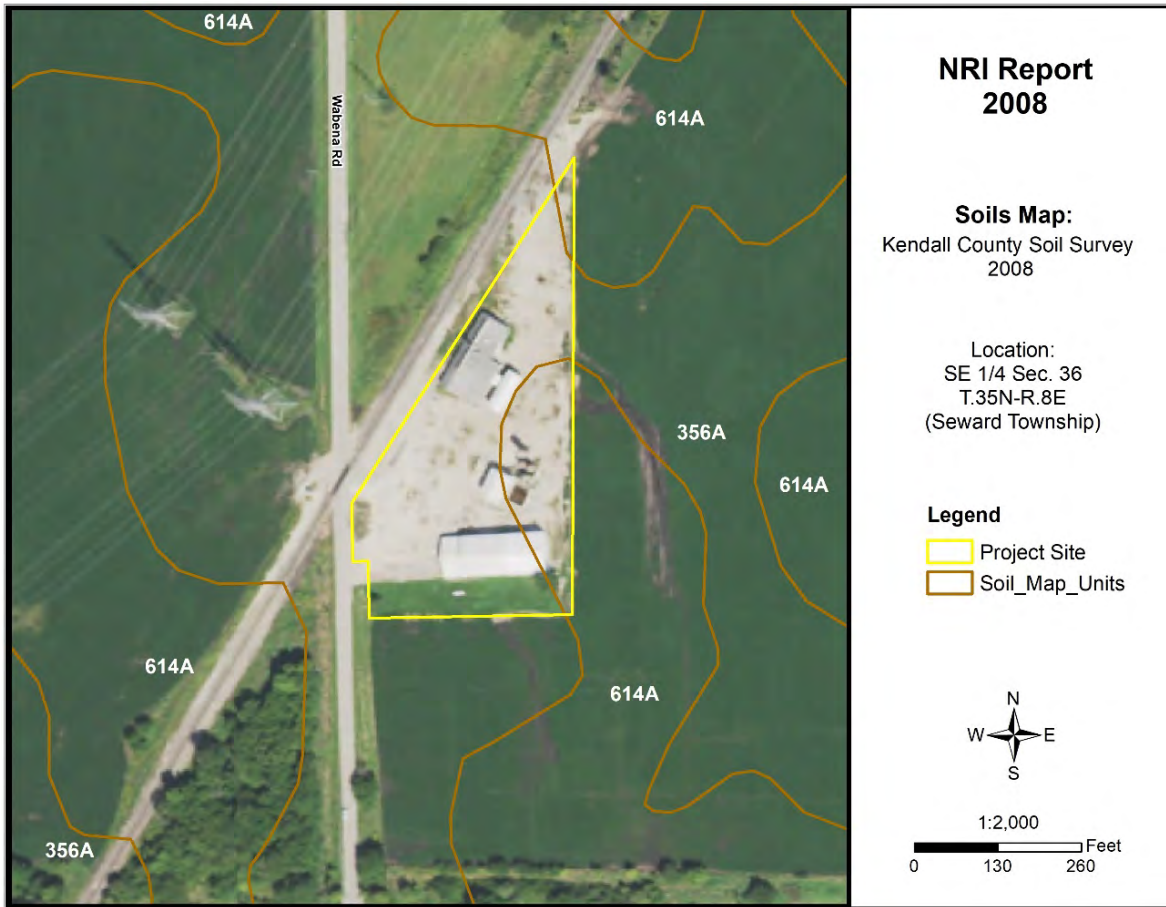 614A
Wabena Rd
614A
356A
614A
614A
614A
356A
NRI Report
2008
Soils Map:
Kendall County Soil Survey
2008
Location:
SE 1/4 Sec. 36
T.35N-R.8E
(Seward Township)
Legend
Project Site
Soil_Map_Units
N
W E
S
1:2,000
Feet
0 130 260